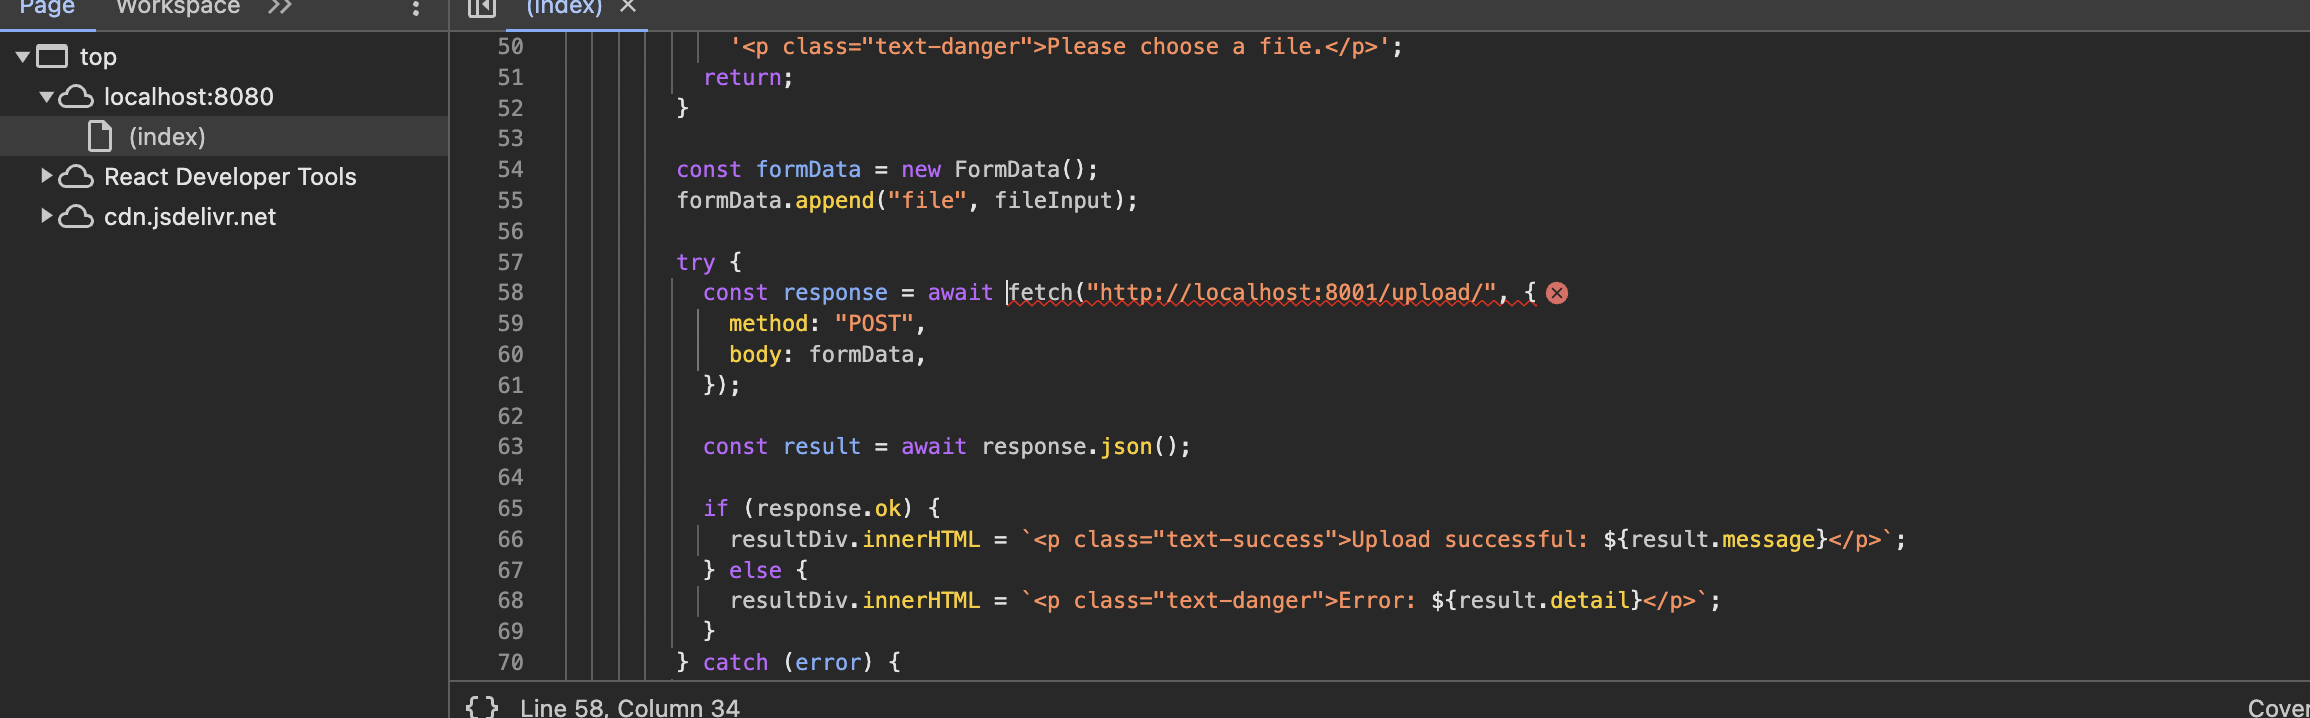 Page Workspace
(index)
top
localhost:8080
(index)
React Developer Tools
cdn.jsdelivr.net
50 '<p class="text-danger">Please choose a file.</p>';
51 return;
52 }
53
54 const formData = new FormData();
55 formData.append("file", fileInput);
56
57 try {
58 const response = await fetch("http://localhost:8001/upload/", {
59 method: "POST",
60 body: formData,
61 });
62
63 const result = await response.json();
64
65 if (response.ok) {
66 resultDiv.innerHTML = `<p class="text-success">Upload successful: ${result.message}</p>`;
67 } else {
68 resultDiv.innerHTML = `<p class="text-danger">Error: ${result.detail}</p>`;
69 }
70 } catch (error) {
{} Line 58, Column 34